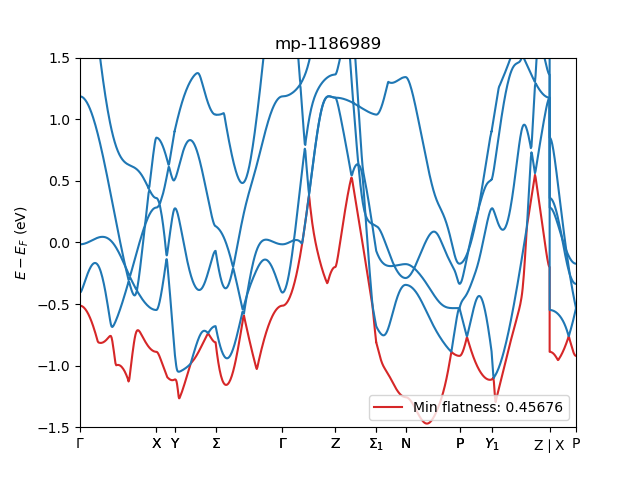 mp-1186989
E − E_F (eV)
1.5
1.0
0.5
0.0
−0.5
−1.0
−1.5
Min flatness: 0.45676
Γ X Y Σ Γ Z Σ₁ N P Y₁ Z | X P